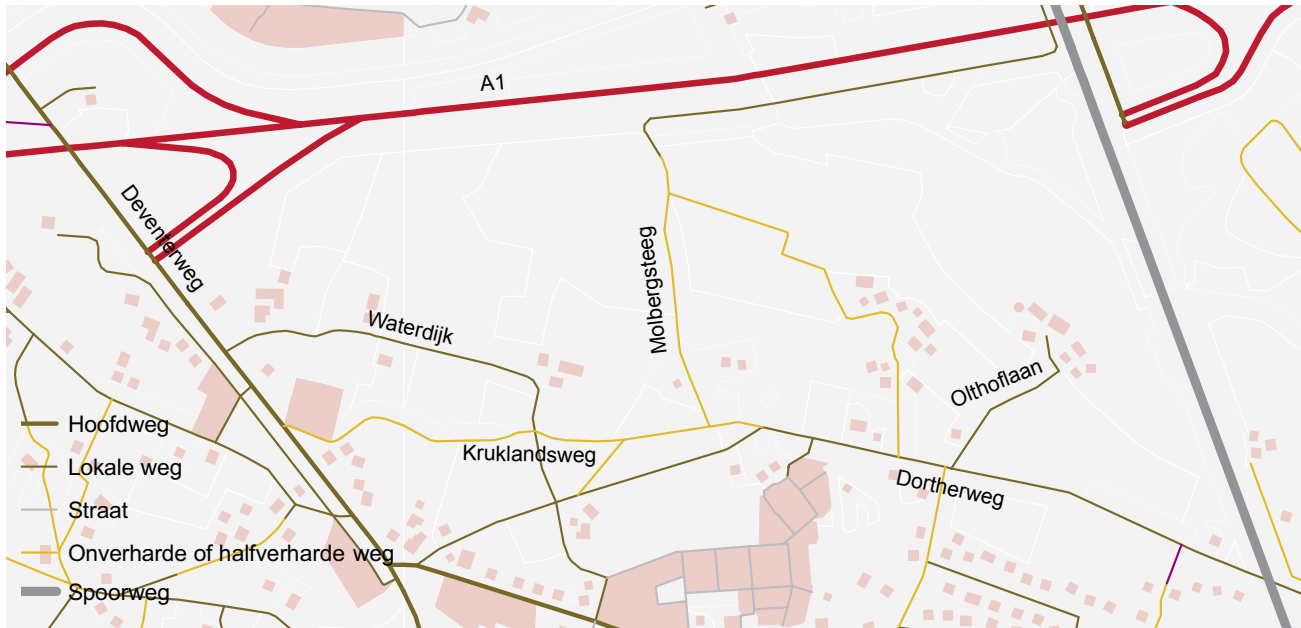 A1
Deventerweg
Molbergsteeg
Waterdijk
Olthoflaan
Hoofdweg
Kruklandsweg
Lokale weg
Dortherweg
Straat
Onverharde of halfverharde weg
Spoorweg